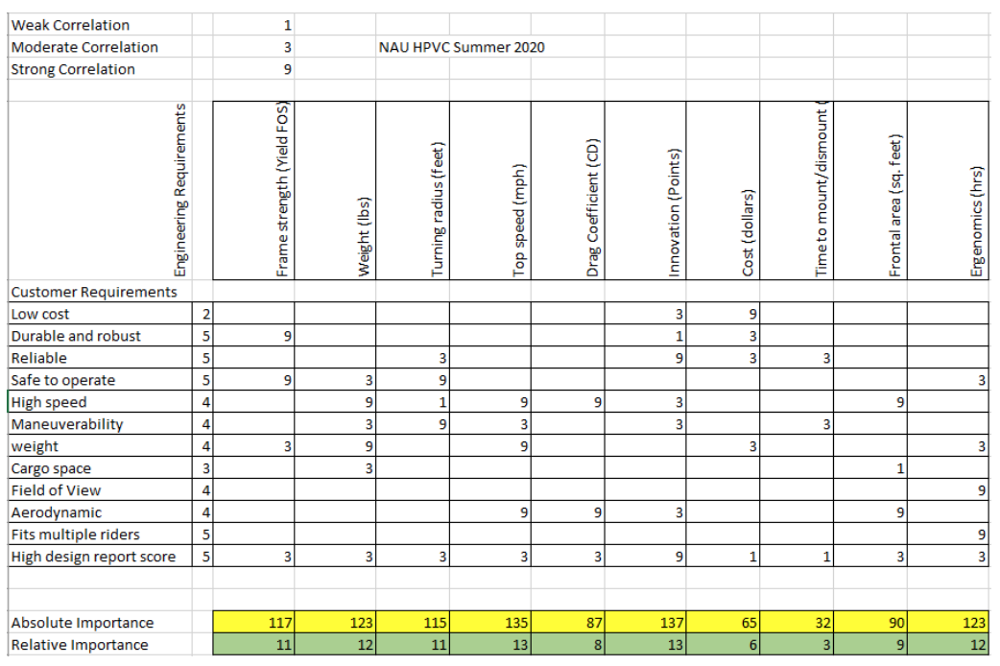 Weak Correlation 1
Moderate Correlation 3 NAU HPVC Summer 2020
Strong Correlation 9
Engineering Requirements
Frame strength (Yield FOS)
Weight (lbs)
Turning radius (feet)
Top speed (mph)
Drag Coefficient (CD)
Innovation (Points)
Cost (dollars)
Time to mount/dismount (
Frontal area (sq. feet)
Ergenomics (hrs)
Customer Requirements
Low cost 2 3 9
Durable and robust 5 9 1 3
Reliable 5 3 9 3 3
Safe to operate 5 9 3 9 3
High speed 4 9 1 9 9 3 9
Maneuverability 4 3 9 3 3 3
weight 4 3 9 9 3 3
Cargo space 3 3 1
Field of View 4 9
Aerodynamic 4 9 9 3 9
Fits multiple riders 5 9
High design report score 5 3 3 3 3 3 9 1 1 3 3
Absolute Importance 117 123 115 135 87 137 65 32 90 123
Relative Importance 11 12 11 13 8 13 6 3 9 12